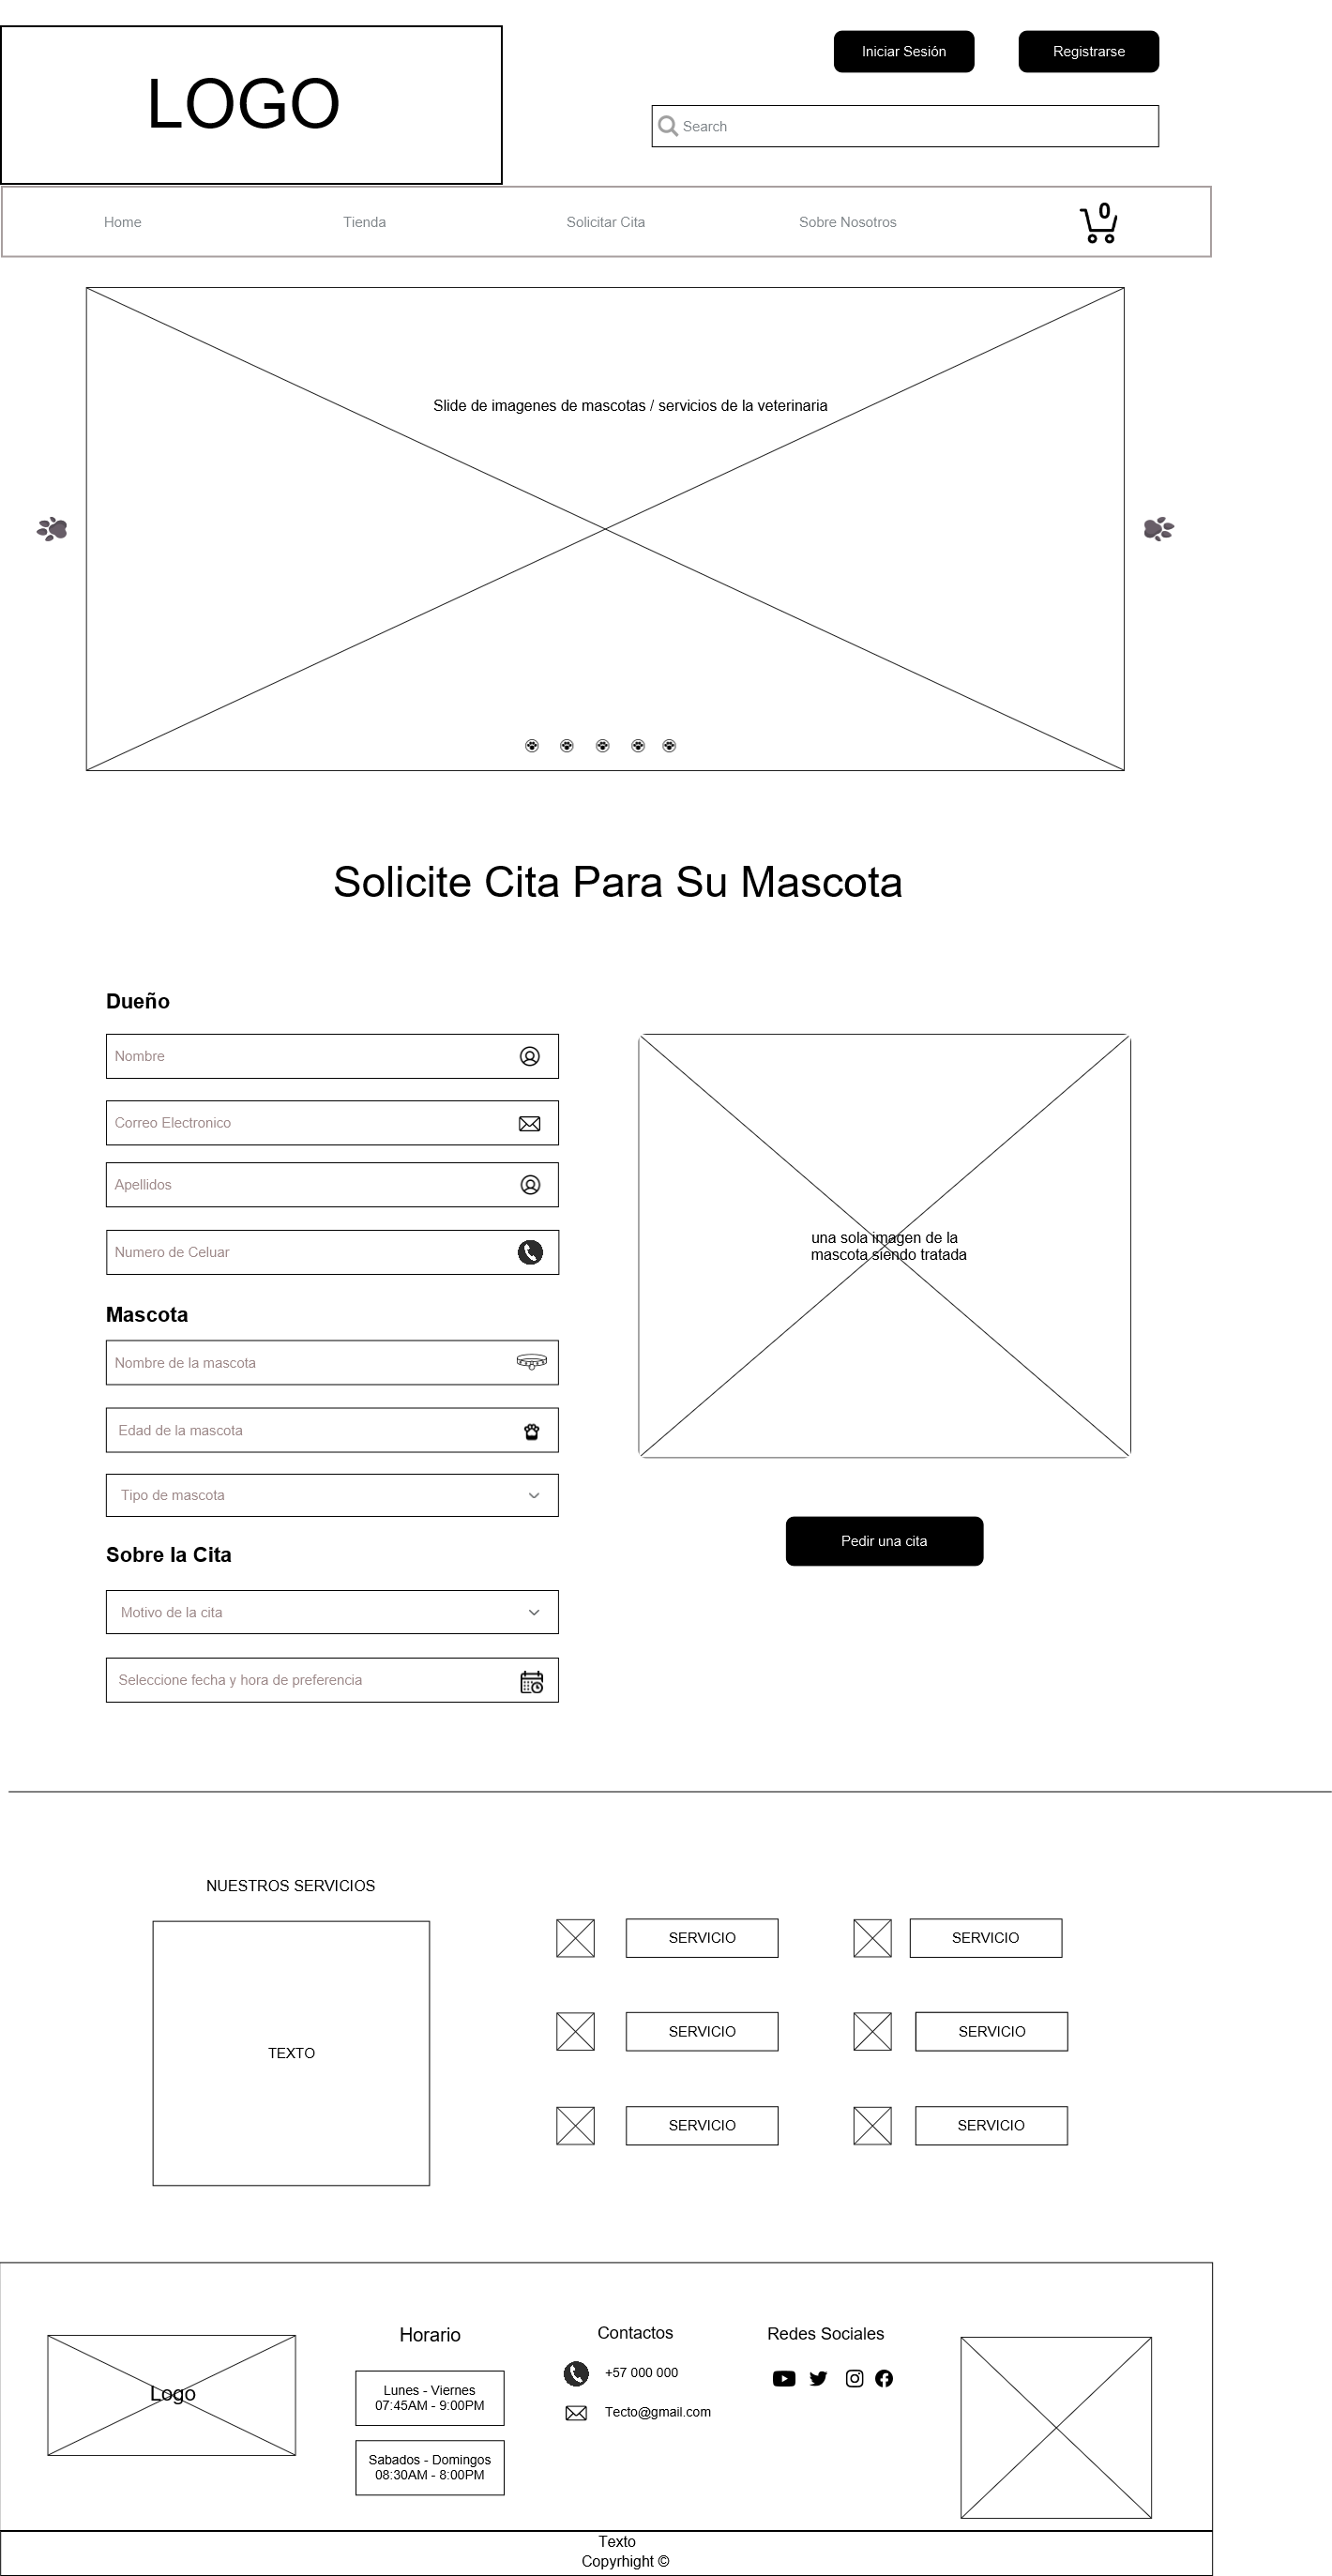 LOGO
Iniciar Sesión
Registrarse
Search
Home
Tienda
Solicitar Cita
Sobre Nosotros
0
Slide de imagenes de mascotas / servicios de la veterinaria
Solicite Cita Para Su Mascota
Dueño
Nombre
Correo Electronico
Apellidos
Numero de Celuar
Mascota
Nombre de la mascota
Edad de la mascota
Tipo de mascota
Sobre la Cita
Motivo de la cita
Seleccione fecha y hora de preferencia
una sola imagen de la
mascota siendo tratada
Pedir una cita
NUESTROS SERVICIOS
TEXTO
SERVICIO
SERVICIO
SERVICIO
SERVICIO
SERVICIO
SERVICIO
Logo
Horario
Lunes - Viernes
07:45AM - 9:00PM
Sabados - Domingos
08:30AM - 8:00PM
Contactos
+57 000 000
Tecto@gmail.com
Redes Sociales
Texto
Copyrhight ©